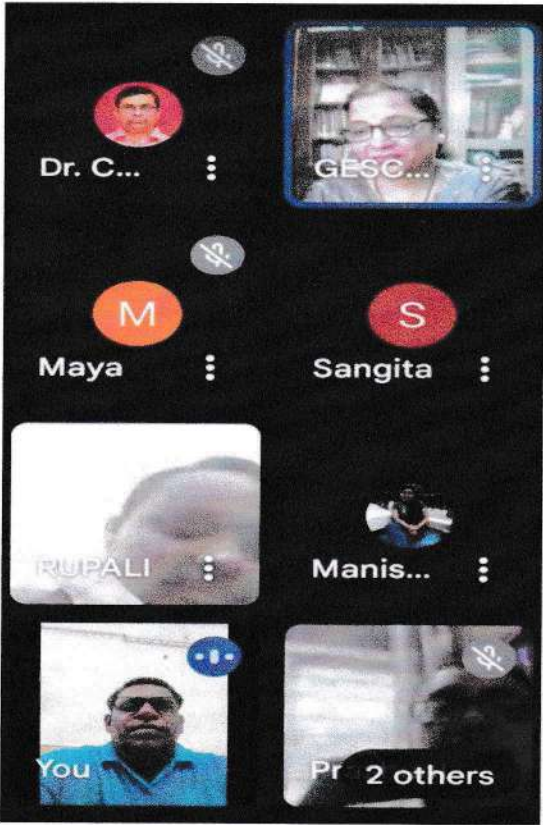 Dr. C...
GESC...
M
Maya
S
Sangita
RUPALI
Manis...
You
Pr
2 others